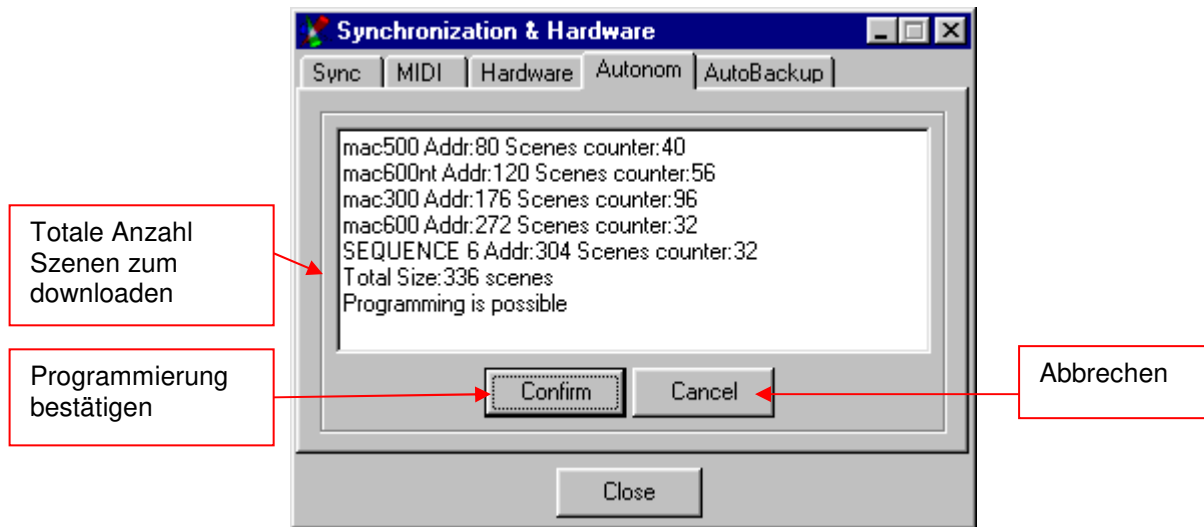 Synchronization & Hardware
Sync MIDI Hardware Autonom AutoBackup
mac500 Addr:80 Scenes counter:40
mac600nt Addr:120 Scenes counter:56
mac300 Addr:176 Scenes counter:96
mac600 Addr:272 Scenes counter:32
SEQUENCE 6 Addr:304 Scenes counter:32
Total Size:336 scenes
Programming is possible
Totale Anzahl
Szenen zum
downloaden
Programmierung
bestätigen
Confirm Cancel
Abbrechen
Close